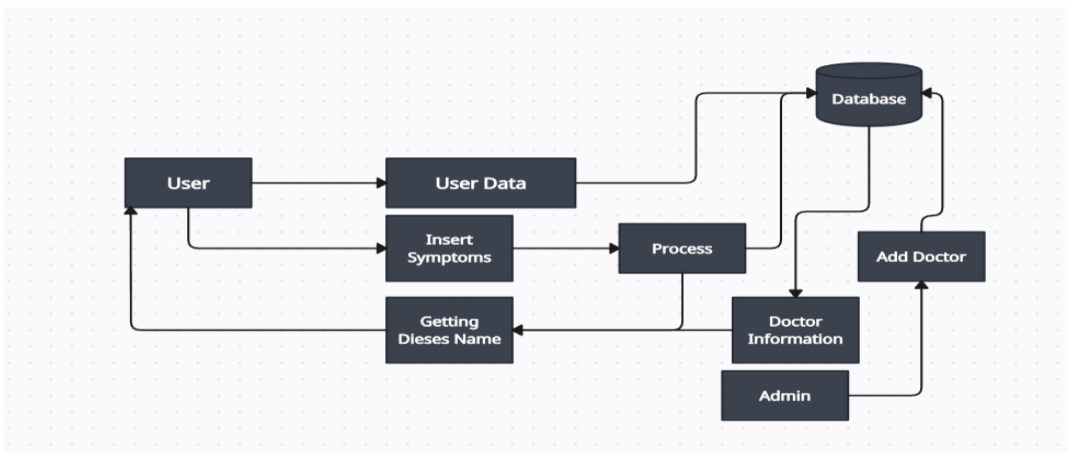 Database
User
User Data
Insert
Symptoms
Process
Add Doctor
Getting
Dieses Name
Doctor
Information
Admin